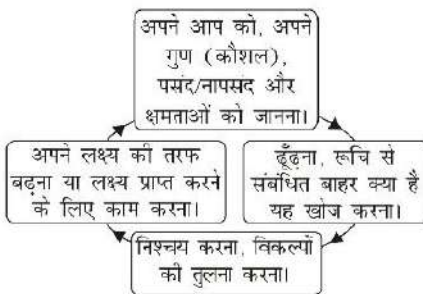 अपने आप को, अपने
गुण (कौशल),
पसंद/नापसंद और
क्षमताओं को जानना।
ढूँढ़ना, रूचि से
संबंधित बाहर क्या है
यह खोज करना।
निश्चय करना, विकल्पों
की तुलना करना।
अपने लक्ष्य की तरफ
बढ़ना या लक्ष्य प्राप्त करने
के लिए काम करना।